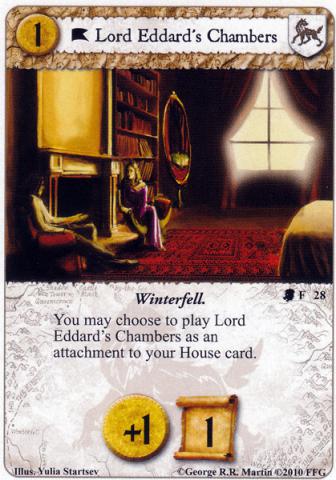 1
Lord Eddard's Chambers
Winterfell.
F 28
You may choose to play Lord
Eddard's Chambers as an
attachment to your House card.
+1
1
Illus. Yulia Startsev
©George R.R. Martin ©2010 FFG